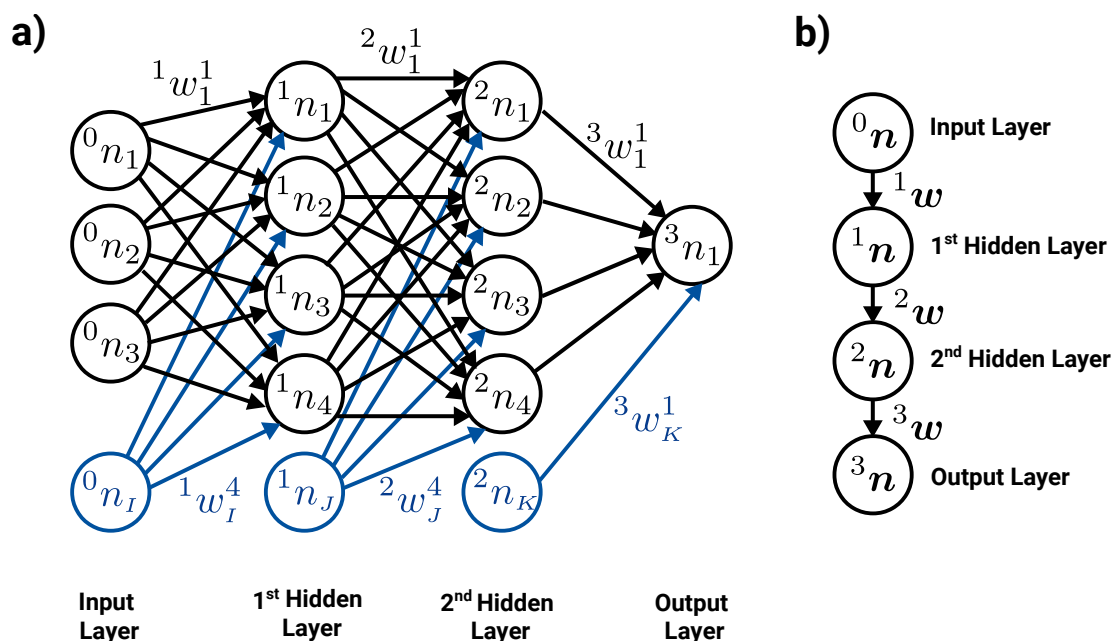 a)
b)
¹w₁¹
²w₁¹
³w₁¹
⁰n₁
⁰n₂
⁰n₃
¹n₁
¹n₂
¹n₃
¹n₄
²n₁
²n₂
²n₃
²n₄
³n₁
⁰n_I
¹w_I⁴
¹n_J
²w_J⁴
²n_K
³w_K¹
Input
Layer
1ˢᵗ Hidden
Layer
2ⁿᵈ Hidden
Layer
Output
Layer
⁰n Input Layer
¹w
¹n 1ˢᵗ Hidden Layer
²w
²n 2ⁿᵈ Hidden Layer
³w
³n Output Layer